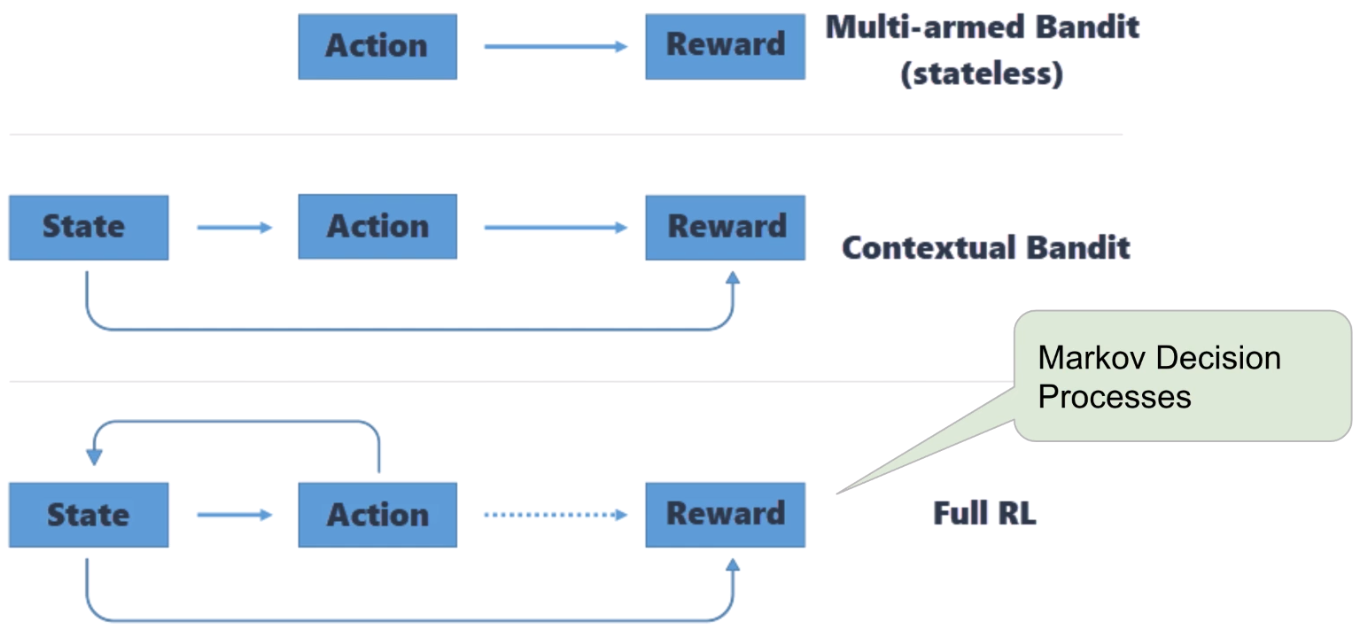 Action
Reward
Multi-armed Bandit
(stateless)
State
Action
Reward
Contextual Bandit
Markov Decision
Processes
State
Action
Reward
Full RL